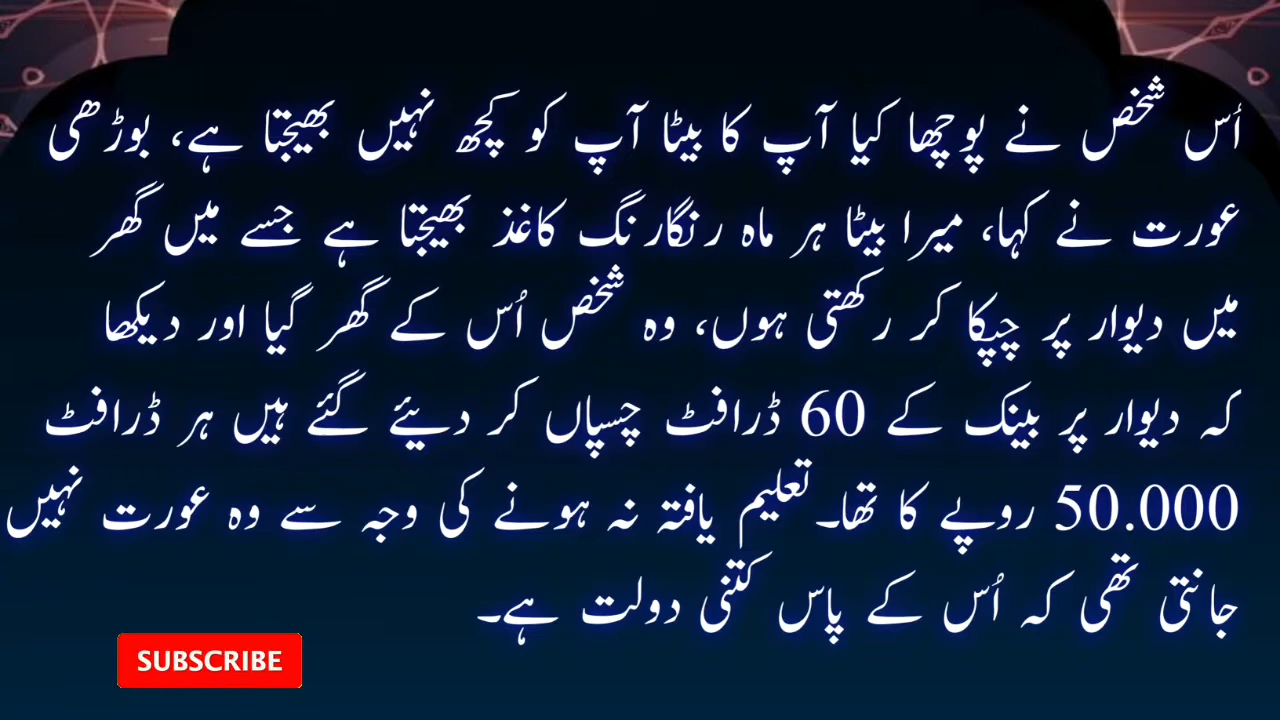 اُس شخص نے پوچھا کیا آپ کا بیٹا آپ کو کچھ نہیں بھیجتا ہے، بوڑھی
عورت نے کہا، میرا بیٹا ہر ماہ رنگارنگ کاغذ بھیجتا ہے جسے میں گھر
میں دیوار پر چپکا کر رکھتی ہوں، وہ شخص اُس کے گھر گیا اور دیکھا
کہ دیوار پر بینک کے 60 ڈرافٹ چسپاں کر دیئے گئے ہیں ہر ڈرافٹ
50.000 روپے کا تھا۔ تعلیم یافتہ نہ ہونے کی وجہ سے وہ عورت نہیں
جانتی تھی کہ اُس کے پاس کتنی دولت ہے۔
SUBSCRIBE